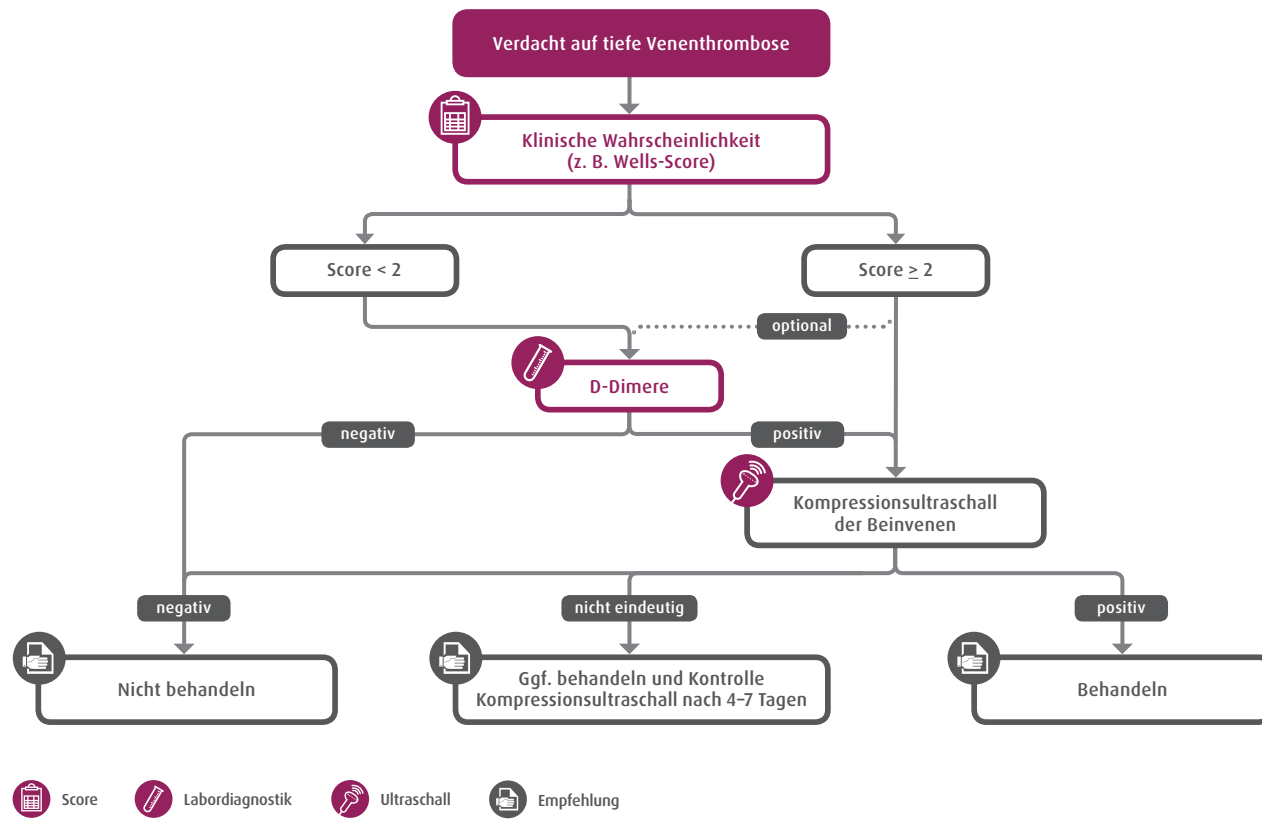 Verdacht auf tiefe Venenthrombose
Klinische Wahrscheinlichkeit
(z. B. Wells-Score)
Score < 2
Score ≥ 2
optional
D-Dimere
negativ
positiv
Kompressionsultraschall
der Beinvenen
negativ
nicht eindeutig
positiv
Nicht behandeln
Ggf. behandeln und Kontrolle
Kompressionsultraschall nach 4–7 Tagen
Behandeln
Score
Labordiagnostik
Ultraschall
Empfehlung